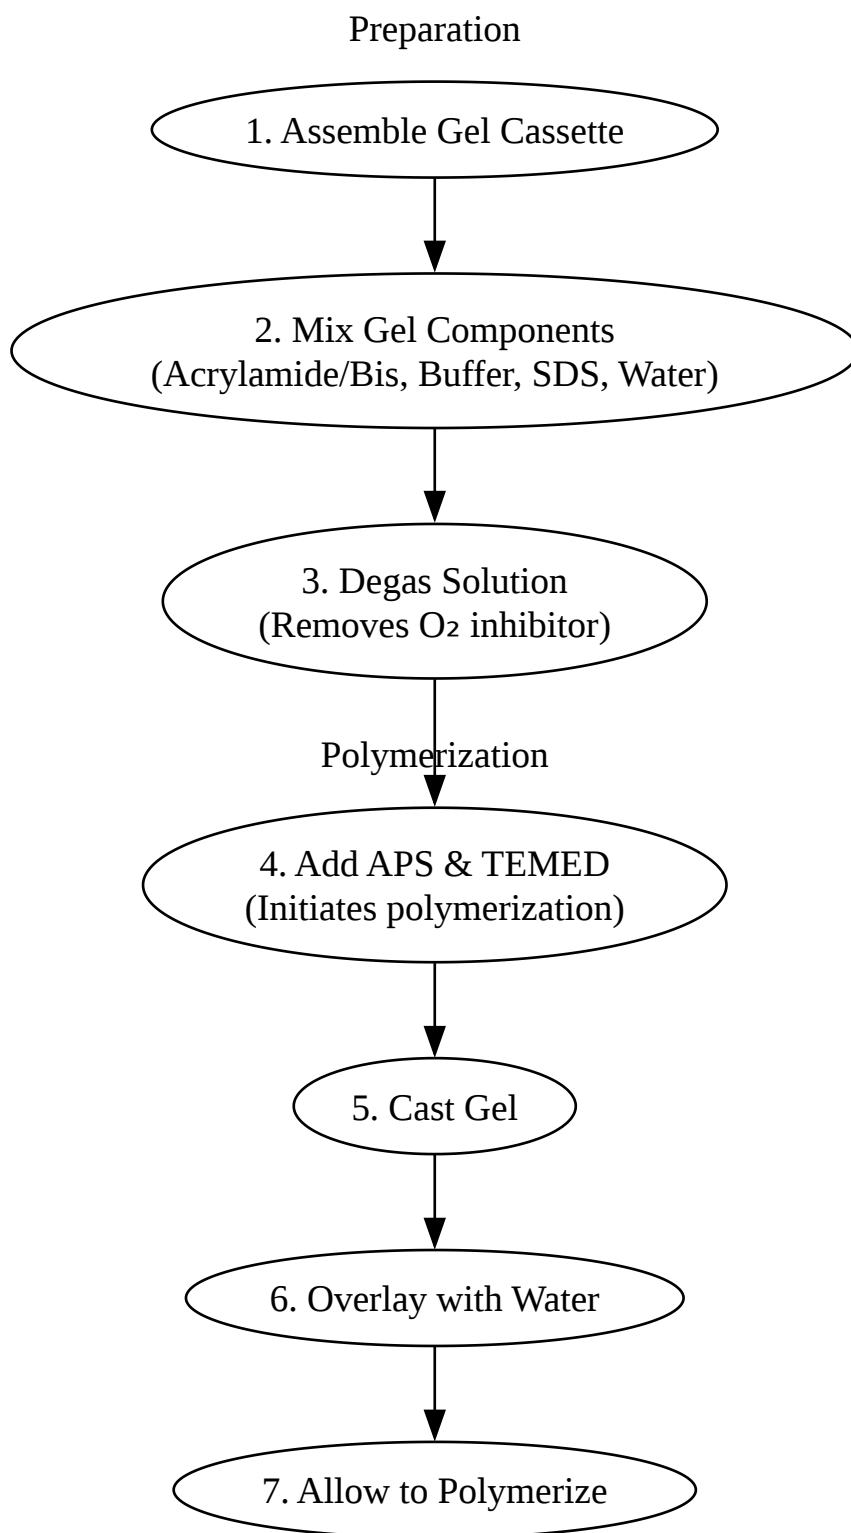 Preparation
1. Assemble Gel Cassette
2. Mix Gel Components
(Acrylamide/Bis, Buffer, SDS, Water)
3. Degas Solution
(Removes O₂ inhibitor)
Polymerization
4. Add APS & TEMED
(Initiates polymerization)
5. Cast Gel
6. Overlay with Water
7. Allow to Polymerize